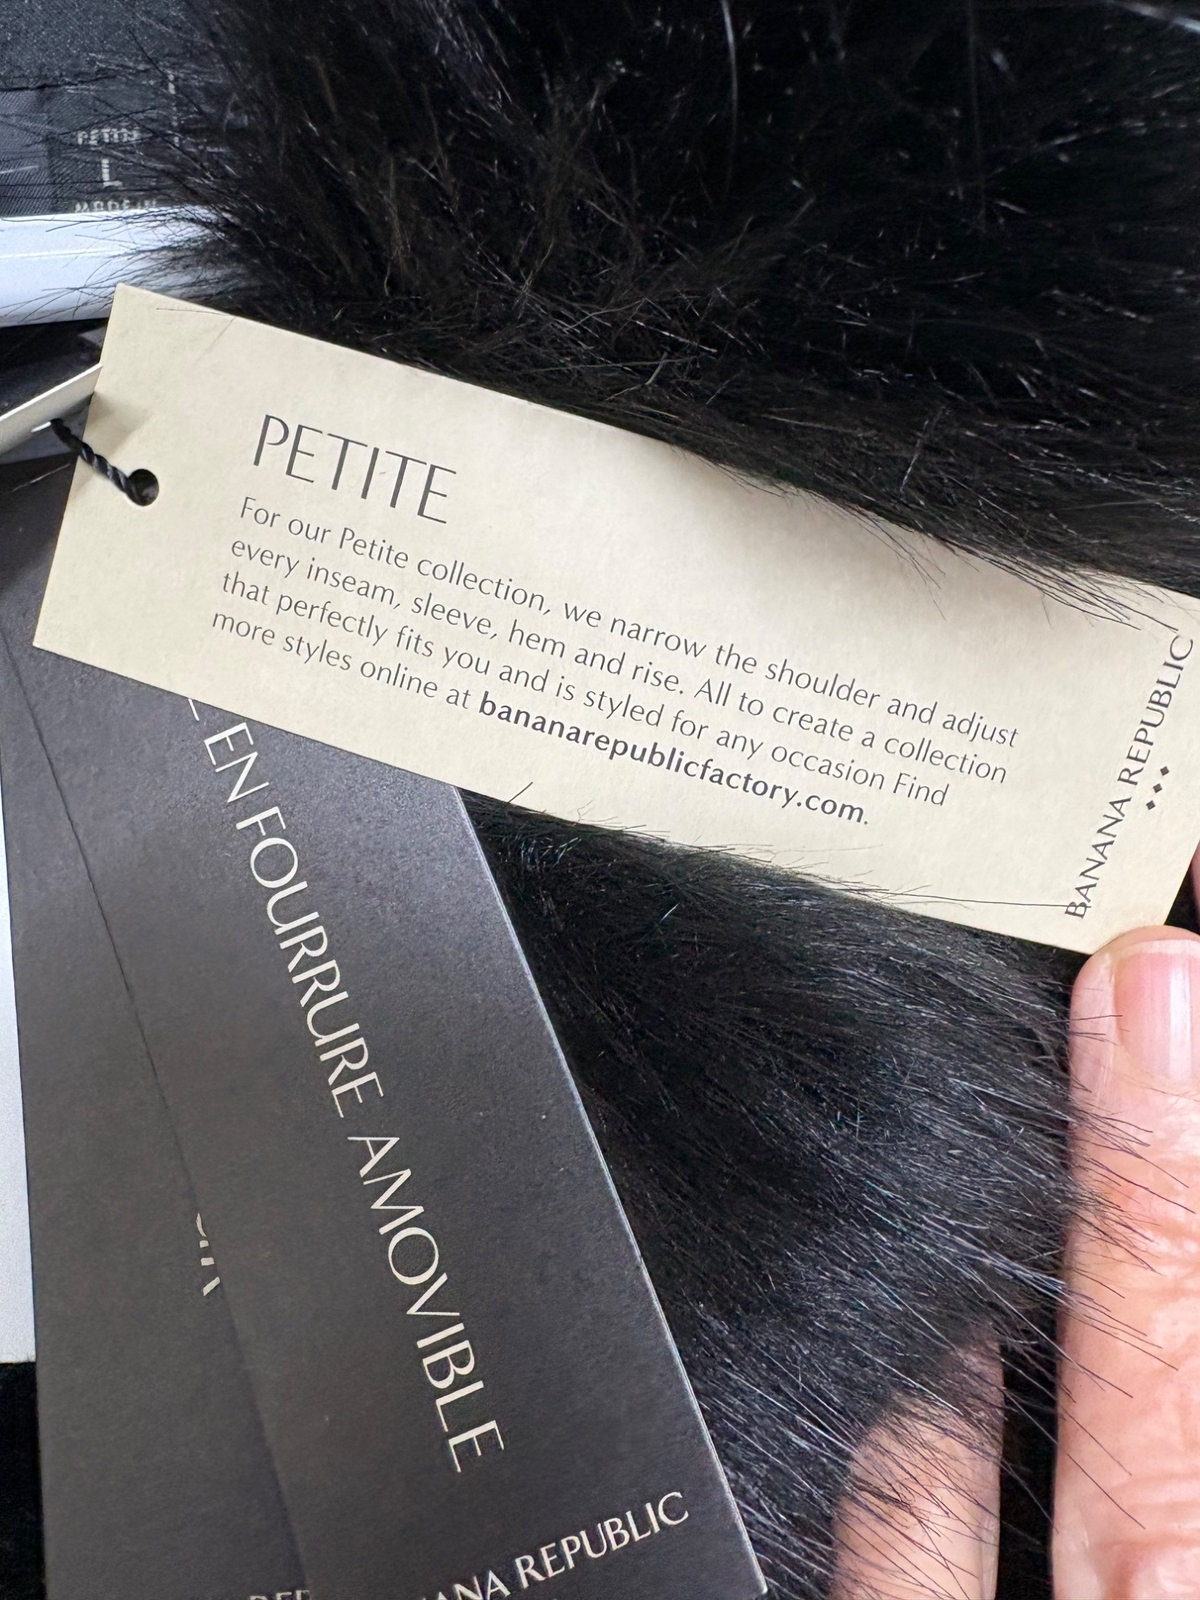 PETITE
L
MADE IN
PETITE
For our Petite collection, we narrow the shoulder and adjust
every inseam, sleeve, hem and rise. All to create a collection
that perfectly fits you and is styled for any occasion Find
more styles online at bananarepublicfactory.com.
BANANA REPUBLIC
EN FOURRURE AMOVIBLE
REPUBLIC